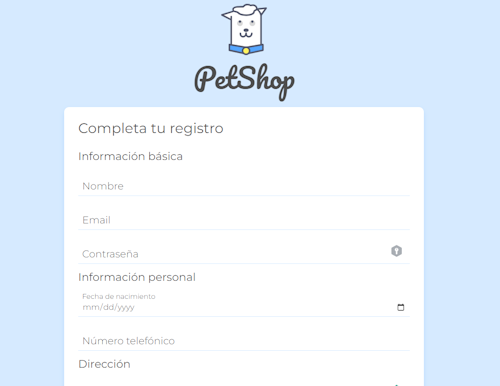 PetShop
Completa tu registro
Información básica
Nombre
Email
Contraseña
Información personal
Fecha de nacimiento
mm/dd/yyyy
Número telefónico
Dirección